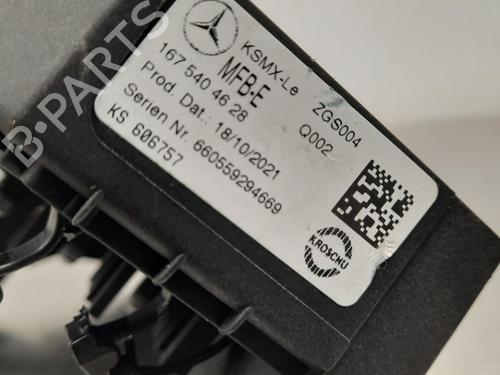 B-PARTS
KSMX-Le ZGS004
167 540 46 28
MFB-E Q002
Prod. Dat.: 18/10/2021
Serien Nr. 660559294669
KS 606757
KROSCHU